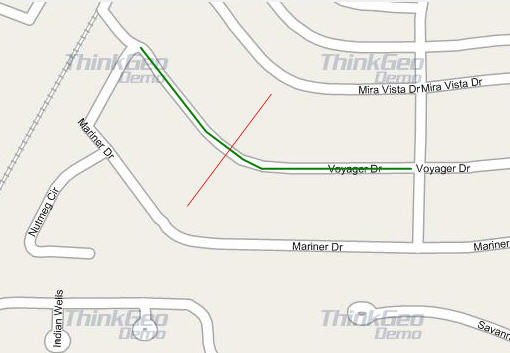 ThinkGeo
Demo
ThinkGeo
Demo
Mira Vista Dr
Mira Vista Dr
Mariner Dr
Voyager Dr
Voyager Dr
Nutmeg Cir
Mariner Dr
Mariner
Indian Wells
ThinkGeo
Demo
ThinkGeo
Demo
Savann